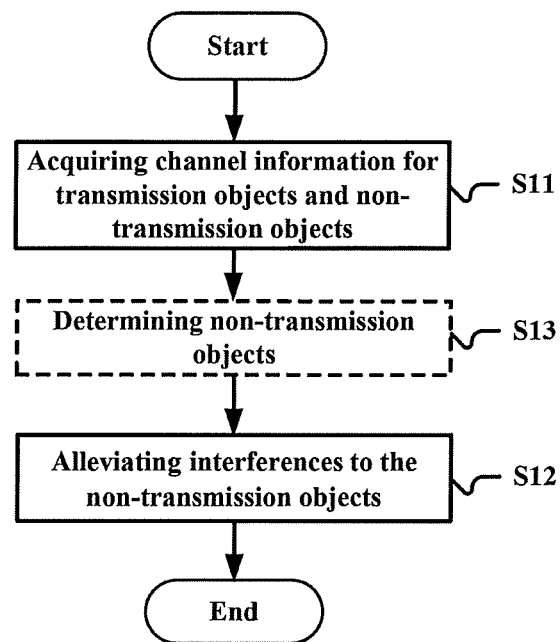 Start
Acquiring channel information for
transmission objects and non-
transmission objects
S11
Determining non-transmission
objects
S13
Alleviating interferences to the
non-transmission objects
S12
End